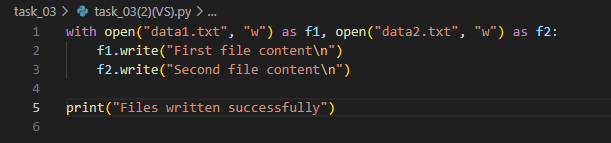 task_03 > task_03(2)(VS).py > ...
1 with open("data1.txt", "w") as f1, open("data2.txt", "w") as f2:
2     f1.write("First file content\n")
3     f2.write("Second file content\n")
4
5 print("Files written successfully")
6